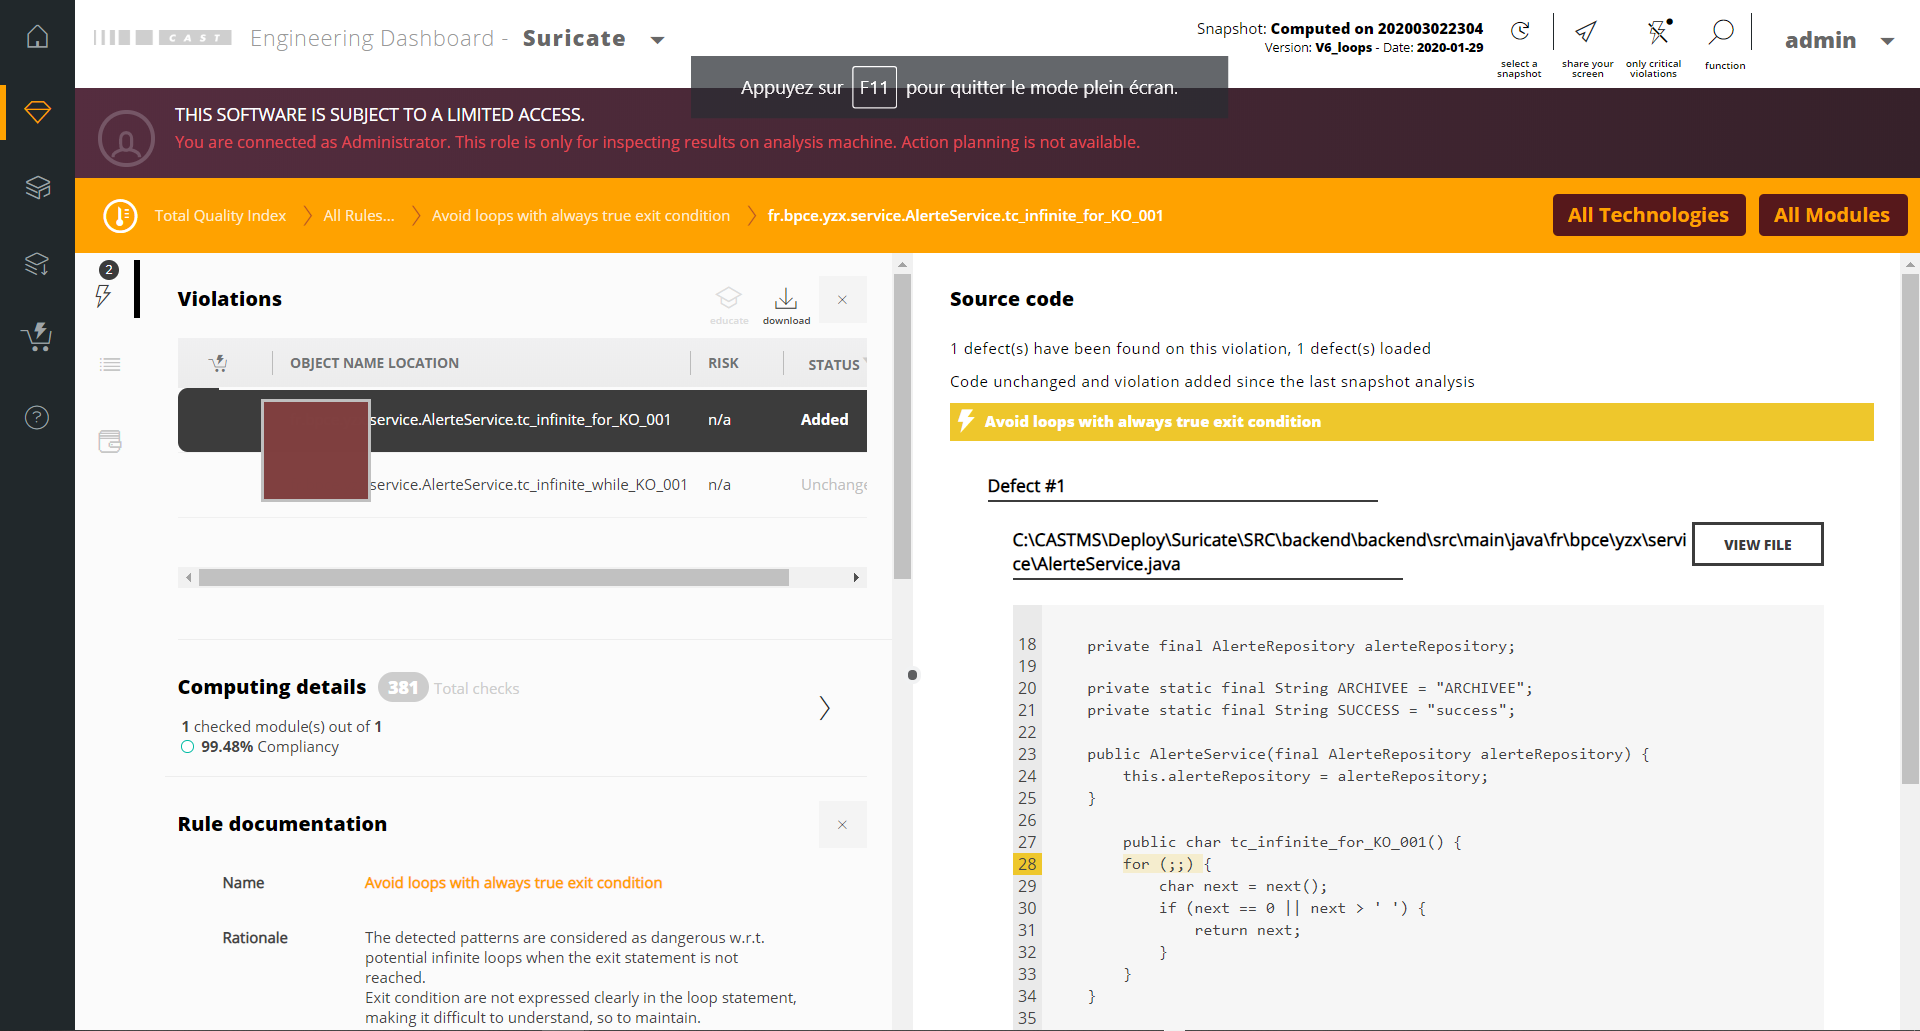 CAST
Engineering Dashboard - Suricate
Snapshot: Computed on 202003022304
Version: V6_loops - Date: 2020-01-29
select a
snapshot
share your
screen
only critical
violations
function
admin
Appuyez sur F11 pour quitter le mode plein écran.
THIS SOFTWARE IS SUBJECT TO A LIMITED ACCESS.
You are connected as Administrator. This role is only for inspecting results on analysis machine. Action planning is not available.
Total Quality Index
All Rules...
Avoid loops with always true exit condition
fr.bpce.yzx.service.AlerteService.tc_infinite_for_KO_001
All Technologies
All Modules
2
Violations
educate
download
×
OBJECT NAME LOCATION
RISK
STATUS
service.AlerteService.tc_infinite_for_KO_001
n/a
Added
service.AlerteService.tc_infinite_while_KO_001
n/a
Unchange
Computing details 381 Total checks
1 checked module(s) out of 1
99.48% Compliancy
Rule documentation
×
Name
Avoid loops with always true exit condition
Rationale
The detected patterns are considered as dangerous w.r.t.
potential infinite loops when the exit statement is not
reached.
Exit condition are not expressed clearly in the loop statement,
making it difficult to understand, so to maintain.
Source code
1 defect(s) have been found on this violation, 1 defect(s) loaded
Code unchanged and violation added since the last snapshot analysis
Avoid loops with always true exit condition
Defect #1
C:\CASTMS\Deploy\Suricate\SRC\backend\backend\src\main\java\fr\bpce\yzx\servi
ce\AlerteService.java
VIEW FILE
18 private final AlerteRepository alerteRepository;
19
20 private static final String ARCHIVEE = "ARCHIVEE";
21 private static final String SUCCESS = "success";
22
23 public AlerteService(final AlerteRepository alerteRepository) {
24 this.alerteRepository = alerteRepository;
25 }
26
27 public char tc_infinite_for_KO_001() {
28 for (;;) {
29 char next = next();
30 if (next == 0 || next > ' ') {
31 return next;
32 }
33 }
34 }
35